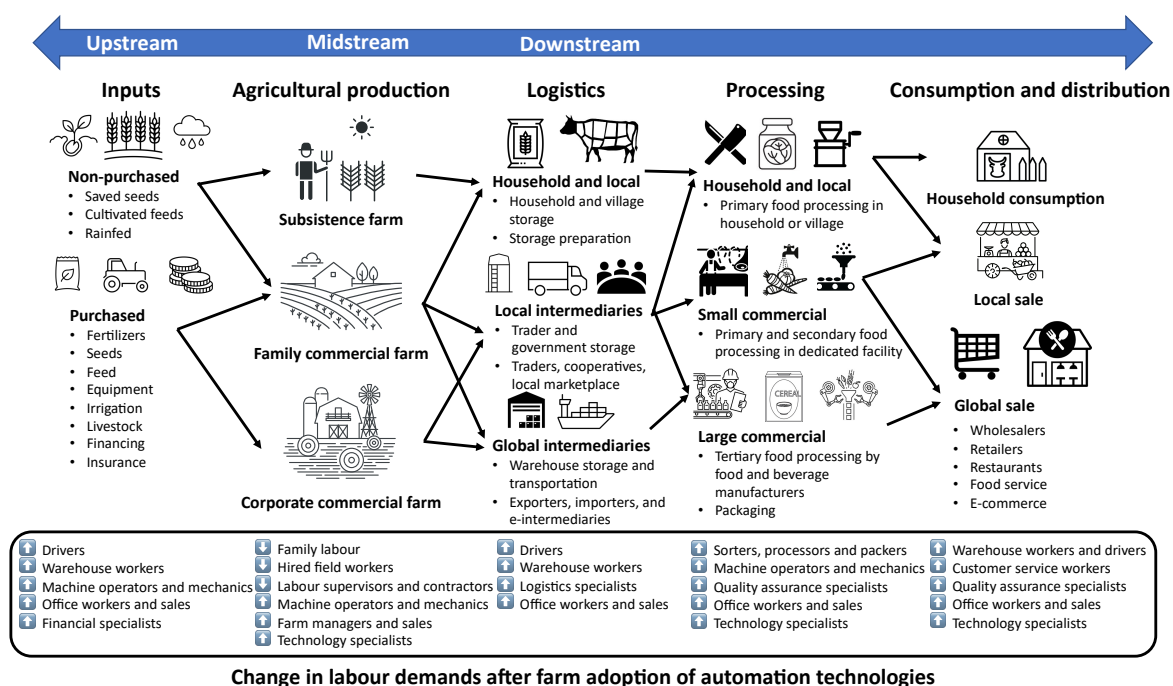 Upstream
Midstream
Downstream
Inputs
Agricultural production
Logistics
Processing
Consumption and distribution
Non-purchased
• Saved seeds
• Cultivated feeds
• Rainfed
Purchased
• Fertilizers
• Seeds
• Feed
• Equipment
• Irrigation
• Livestock
• Financing
• Insurance
Subsistence farm
Family commercial farm
Corporate commercial farm
Household and local
• Household and village
storage
• Storage preparation
Local intermediaries
• Trader and
government storage
• Traders, cooperatives,
local marketplace
Global intermediaries
• Warehouse storage and
transportation
• Exporters, importers, and
e-intermediaries
Household and local
• Primary food processing in
household or village
Small commercial
• Primary and secondary food
processing in dedicated facility
CEREAL
Large commercial
• Tertiary food processing by
food and beverage
manufacturers
• Packaging
Household consumption
Local sale
Global sale
• Wholesalers
• Retailers
• Restaurants
• Food service
• E-commerce
Drivers
Warehouse workers
Machine operators and mechanics
Office workers and sales
Financial specialists
Family labour
Hired field workers
Labour supervisors and contractors
Machine operators and mechanics
Farm managers and sales
Technology specialists
Drivers
Warehouse workers
Logistics specialists
Office workers and sales
Sorters, processors and packers
Machine operators and mechanics
Quality assurance specialists
Office workers and sales
Technology specialists
Warehouse workers and drivers
Customer service workers
Quality assurance specialists
Office workers and sales
Technology specialists
Change in labour demands after farm adoption of automation technologies